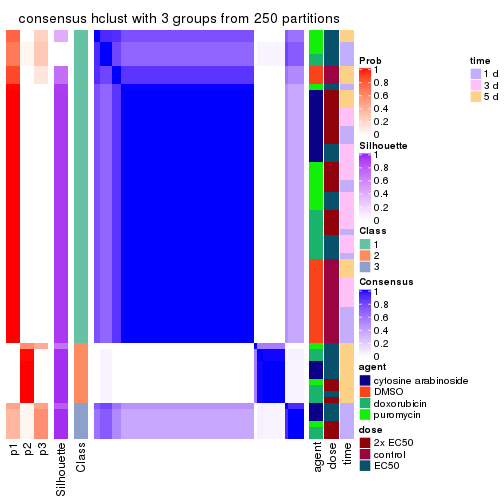 consensus hclust with 3 groups from 250 partitions
Prob
1
0.8
0.6
0.4
0.2
0
Silhouette
1
0.8
0.6
0.4
0.2
0
Class
1
2
3
Consensus
1
0.8
0.6
0.4
0.2
0
agent
cytosine arabinoside
DMSO
doxorubicin
puromycin
dose
2x EC50
control
EC50
time
1 d
3 d
5 d
p1
p2
p3
Silhouette
Class
agent
dose
time